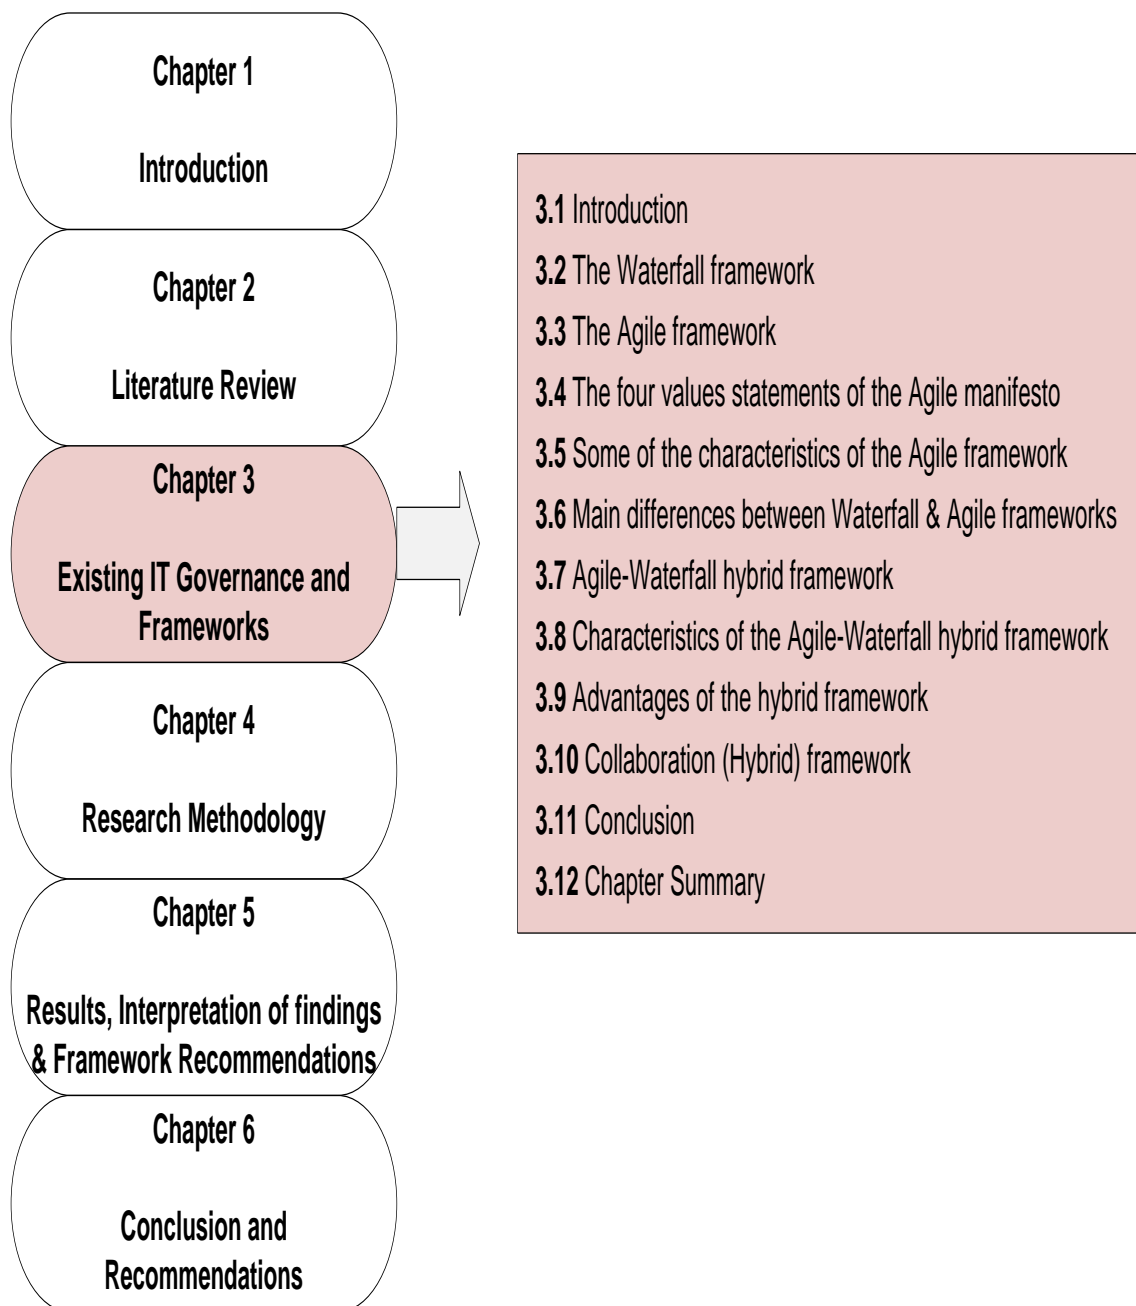 Chapter 1
Introduction
Chapter 2
Literature Review
Chapter 3
Existing IT Governance and
Frameworks
Chapter 4
Research Methodology
Chapter 5
Results, Interpretation of findings
& Framework Recommendations
Chapter 6
Conclusion and
Recommendations
3.1 Introduction
3.2 The Waterfall framework
3.3 The Agile framework
3.4 The four values statements of the Agile manifesto
3.5 Some of the characteristics of the Agile framework
3.6 Main differences between Waterfall & Agile frameworks
3.7 Agile-Waterfall hybrid framework
3.8 Characteristics of the Agile-Waterfall hybrid framework
3.9 Advantages of the hybrid framework
3.10 Collaboration (Hybrid) framework
3.11 Conclusion
3.12 Chapter Summary